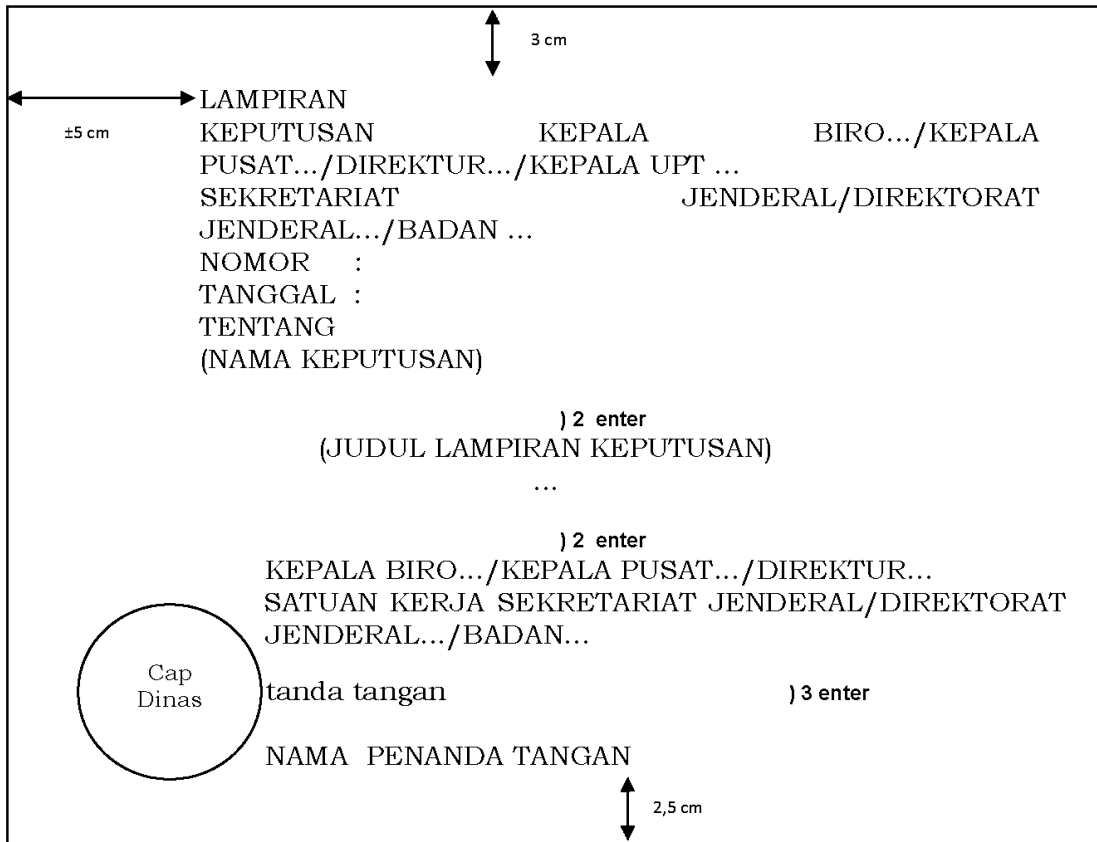 3 cm
LAMPIRAN
±5 cm
KEPUTUSAN KEPALA BIRO.../KEPALA
PUSAT.../DIREKTUR.../KEPALA UPT ...
SEKRETARIAT JENDERAL/DIREKTORAT
JENDERAL.../BADAN ...
NOMOR :
TANGGAL :
TENTANG
(NAMA KEPUTUSAN)
) 2 enter
(JUDUL LAMPIRAN KEPUTUSAN)
...
) 2 enter
KEPALA BIRO.../KEPALA PUSAT.../DIREKTUR...
SATUAN KERJA SEKRETARIAT JENDERAL/DIREKTORAT
JENDERAL.../BADAN...
Cap
Dinas
tanda tangan ) 3 enter
NAMA PENANDA TANGAN
2,5 cm